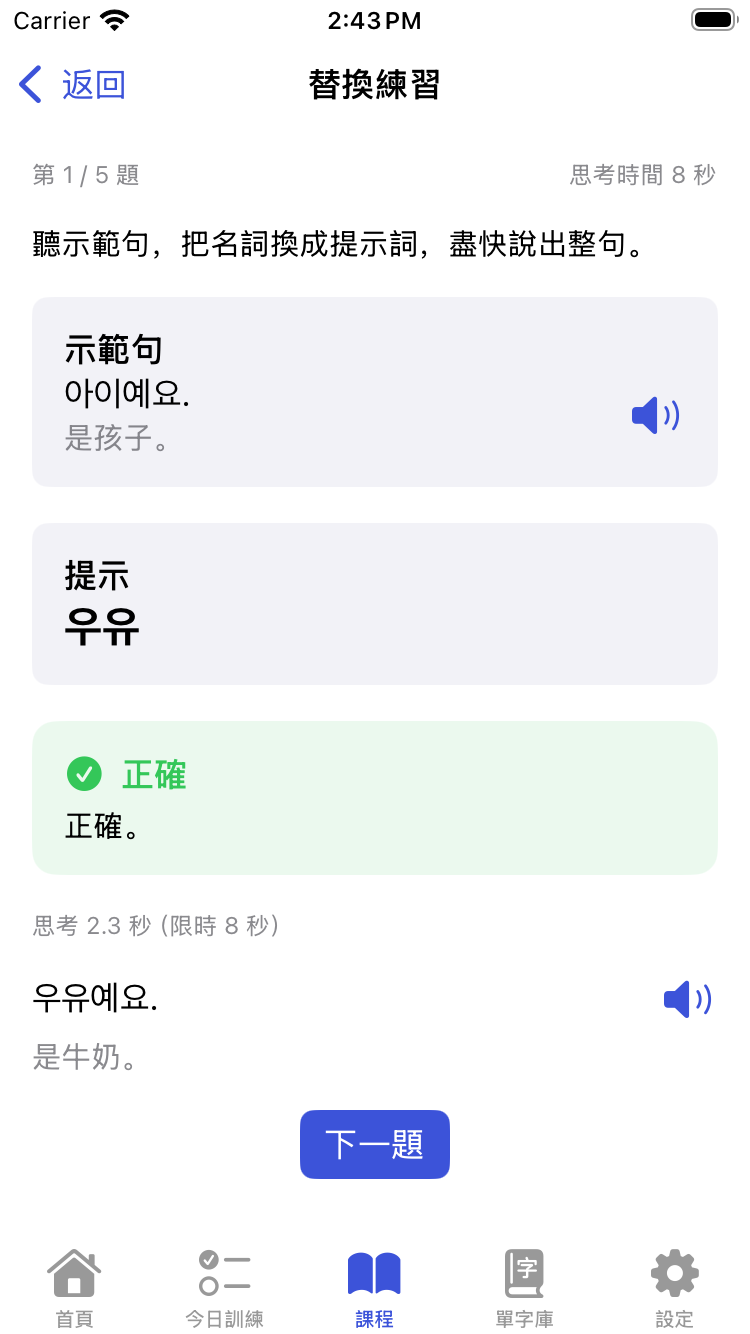 Carrier 2:43 PM
返回 替換練習
第 1 / 5 題 思考時間 8 秒
聽示範句，把名詞換成提示詞，盡快說出整句。
示範句
아이예요.
是孩子。
提示
우유
正確
正確。
思考 2.3 秒（限時 8 秒）
우유예요.
是牛奶。
下一題
字
首頁 今日訓練 課程 單字庫 設定